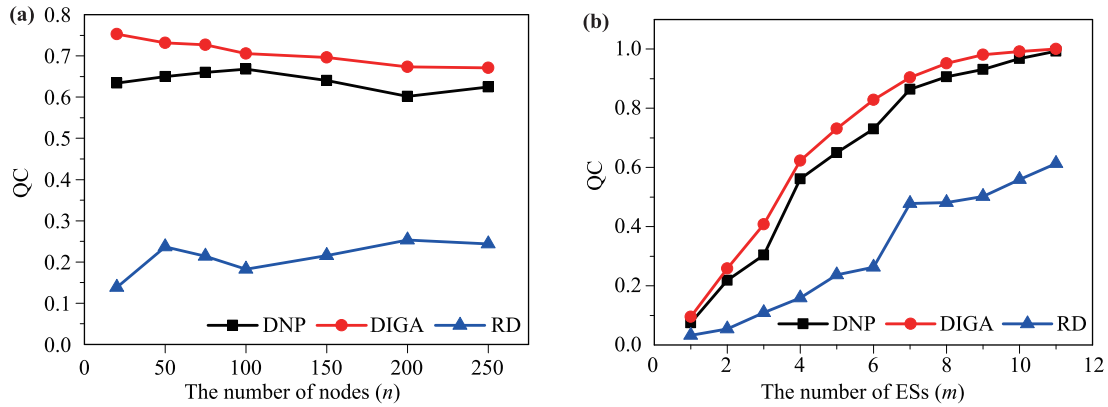 (a)
0.8
0.7
0.6
0.5
0.4
0.3
0.2
0.1
0.0
QC
DNP DIGA RD
0 50 100 150 200 250
The number of nodes (n)
(b)
1.0
0.8
0.6
0.4
0.2
0.0
QC
DNP DIGA RD
0 2 4 6 8 10 12
The number of ESs (m)